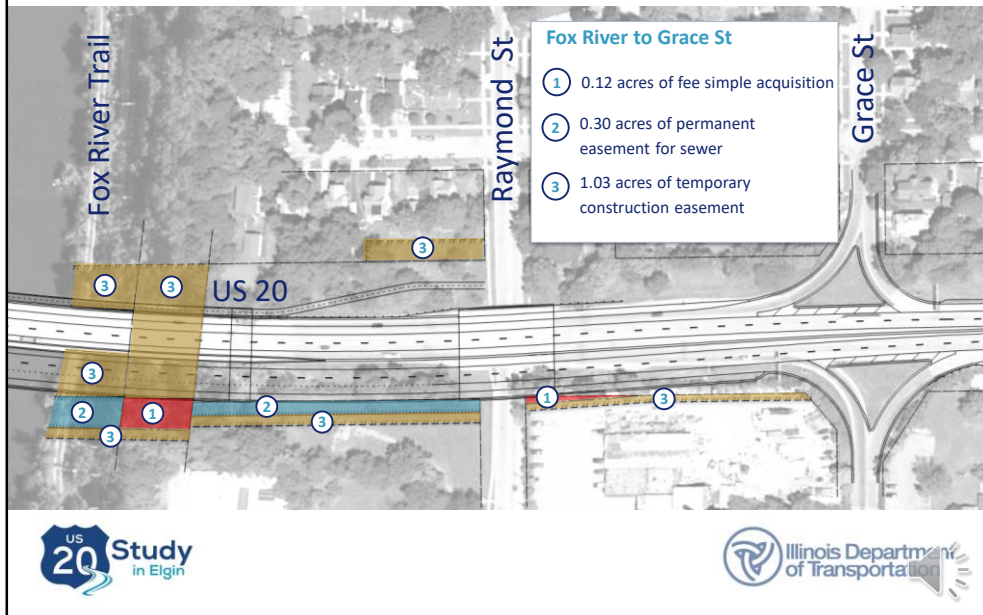 Fox River Trail
Raymond St
Grace St
Fox River to Grace St
1 0.12 acres of fee simple acquisition
2 0.30 acres of permanent
easement for sewer
3 1.03 acres of temporary
construction easement
3
3
3
US 20
3
2
1
2
3
3
1
3
US
20 Study
in Elgin
Illinois Department
of Transportation